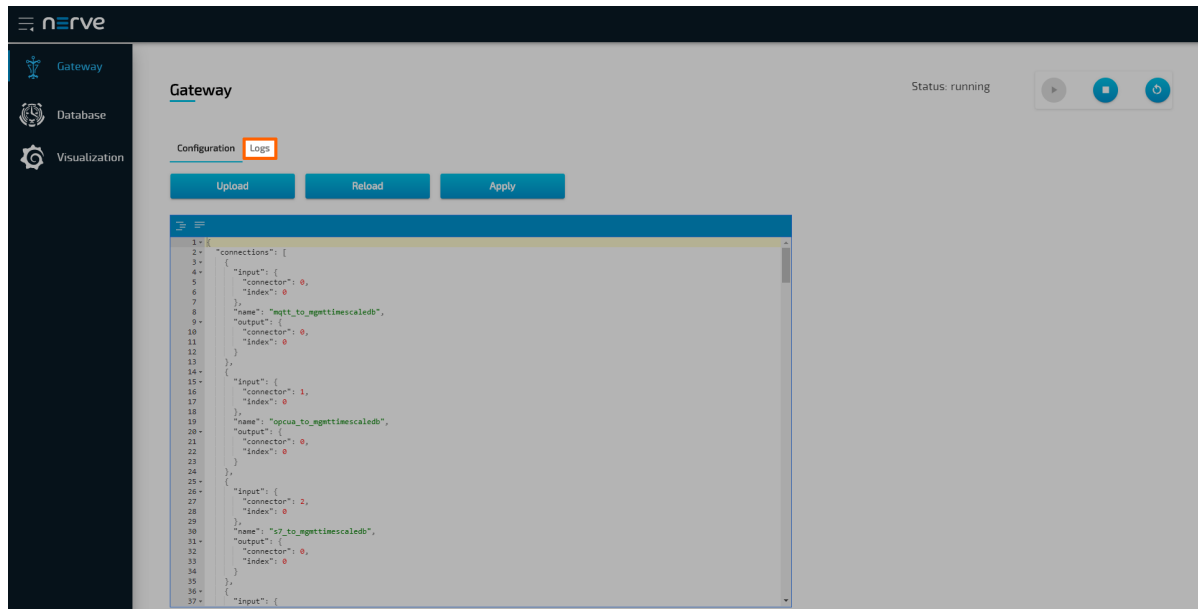 nerve
Gateway
Database
Visualization
Gateway
Status: running
Configuration
Logs
Upload
Reload
Apply
1 {
2 "connections": [
3 {
4 "input": {
5 "connector": 0,
6 "index": 0
7 },
8 "name": "mqtt_to_mgmttimescaledb",
9 "output": {
10 "connector": 0,
11 "index": 0
12 }
13 },
14 {
15 "input": {
16 "connector": 1,
17 "index": 0
18 },
19 "name": "opcua_to_mgmttimescaledb",
20 "output": {
21 "connector": 0,
22 "index": 0
23 }
24 },
25 {
26 "input": {
27 "connector": 2,
28 "index": 0
29 },
30 "name": "s7_to_mgmttimescaledb",
31 "output": {
32 "connector": 0,
33 "index": 0
34 }
35 },
36 {
37 "input": {